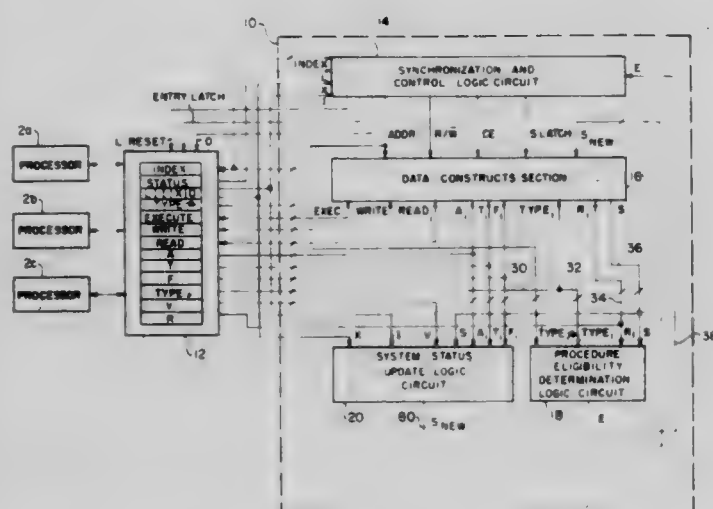 10
14
INDEX
SYNCHRONIZATION AND
CONTROL LOGIC CIRCUIT
E
ENTRY LATCH
2a
PROCESSOR
L RESET
ADDR R/W CE S LATCH S NEW
DATA CONSTRUCTS SECTION
16
INDEX
STATUS
EXECUTE
WRITE
READ
A
F
TYPE
V
R
12
2b
PROCESSOR
2c
PROCESSOR
EXEC WRITE READ A T F TYPE R S
36
30
32
34
38
X V S A T F
SYSTEM STATUS
UPDATE LOGIC
CIRCUIT
TYPE TYPE R S
PROCEDURE
ELIGIBILITY
DETERMINATION
LOGIC CIRCUIT
120
80
S NEW
18
E